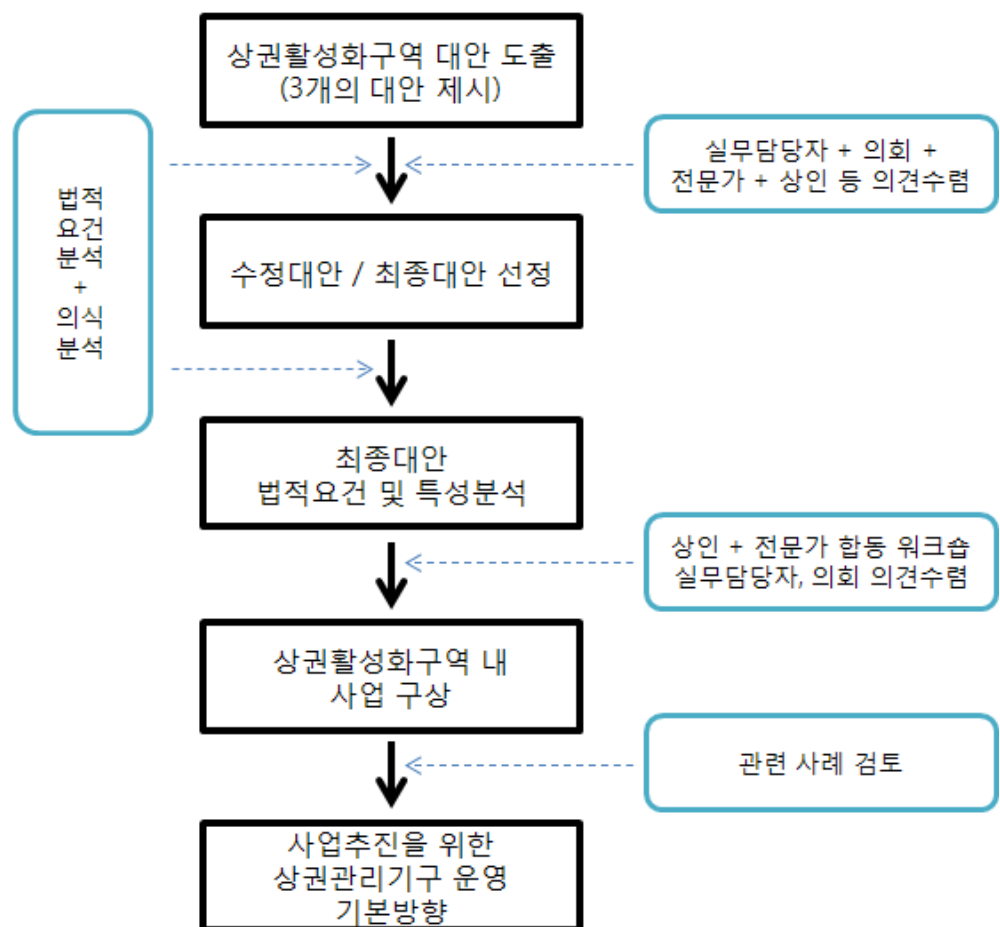 상권활성화구역 대안 도출
(3개의 대안 제시)
법적
요건
분석
+
의식
분석
실무담당자 + 의회 +
전문가 + 상인 등 의견수렴
수정대안 / 최종대안 선정
최종대안
법적요건 및 특성분석
상인 + 전문가 합동 워크숍
실무담당자, 의회 의견수렴
상권활성화구역 내
사업 구상
관련 사례 검토
사업추진을 위한
상권관리기구 운영
기본방향